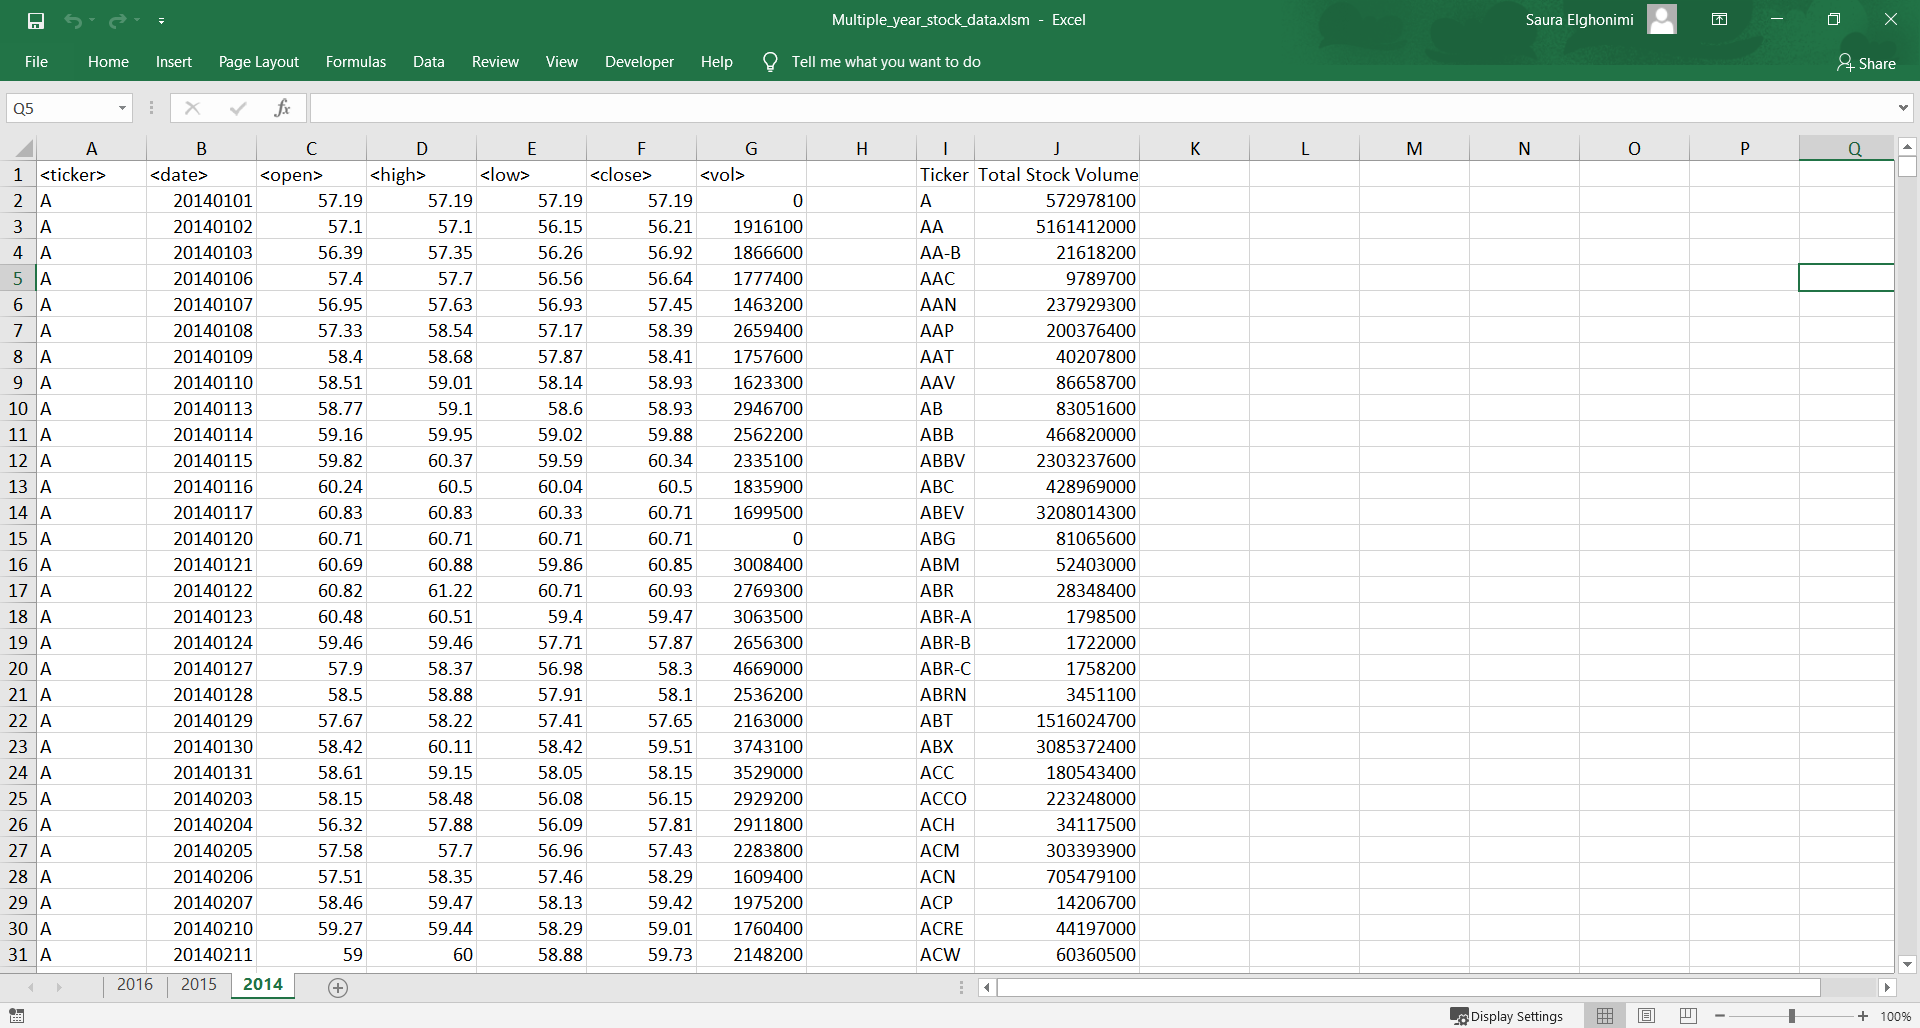 Multiple_year_stock_data.xlsm - Excel Saura Elghonimi
File Home Insert Page Layout Formulas Data Review View Developer Help Tell me what you want to do Share
Q5 fx
A B C D E F G H I J K L M N O P Q
1 <ticker> <date> <open> <high> <low> <close> <vol> Ticker Total Stock Volume
2 A 20140101 57.19 57.19 57.19 57.19 0 A 572978100
3 A 20140102 57.1 57.1 56.15 56.21 1916100 AA 5161412000
4 A 20140103 56.39 57.35 56.26 56.92 1866600 AA-B 21618200
5 A 20140106 57.4 57.7 56.56 56.64 1777400 AAC 9789700
6 A 20140107 56.95 57.63 56.93 57.45 1463200 AAN 237929300
7 A 20140108 57.33 58.54 57.17 58.39 2659400 AAP 200376400
8 A 20140109 58.4 58.68 57.87 58.41 1757600 AAT 40207800
9 A 20140110 58.51 59.01 58.14 58.93 1623300 AAV 86658700
10 A 20140113 58.77 59.1 58.6 58.93 2946700 AB 83051600
11 A 20140114 59.16 59.95 59.02 59.88 2562200 ABB 466820000
12 A 20140115 59.82 60.37 59.59 60.34 2335100 ABBV 2303237600
13 A 20140116 60.24 60.5 60.04 60.5 1835900 ABC 428969000
14 A 20140117 60.83 60.83 60.33 60.71 1699500 ABEV 3208014300
15 A 20140120 60.71 60.71 60.71 60.71 0 ABG 81065600
16 A 20140121 60.69 60.88 59.86 60.85 3008400 ABM 52403000
17 A 20140122 60.82 61.22 60.71 60.93 2769300 ABR 28348400
18 A 20140123 60.48 60.51 59.4 59.47 3063500 ABR-A 1798500
19 A 20140124 59.46 59.46 57.71 57.87 2656300 ABR-B 1722000
20 A 20140127 57.9 58.37 56.98 58.3 4669000 ABR-C 1758200
21 A 20140128 58.5 58.88 57.91 58.1 2536200 ABRN 3451100
22 A 20140129 57.67 58.22 57.41 57.65 2163000 ABT 1516024700
23 A 20140130 58.42 60.11 58.42 59.51 3743100 ABX 3085372400
24 A 20140131 58.61 59.15 58.05 58.15 3529000 ACC 180543400
25 A 20140203 58.15 58.48 56.08 56.15 2929200 ACCO 223248000
26 A 20140204 56.32 57.88 56.09 57.81 2911800 ACH 34117500
27 A 20140205 57.58 57.7 56.96 57.43 2283800 ACM 303393900
28 A 20140206 57.51 58.35 57.46 58.29 1609400 ACN 705479100
29 A 20140207 58.46 59.47 58.13 59.42 1975200 ACP 14206700
30 A 20140210 59.27 59.44 58.29 59.01 1760400 ACRE 44197000
31 A 20140211 59 60 58.88 59.73 2148200 ACW 60360500
2016 2015 2014
Display Settings 100%